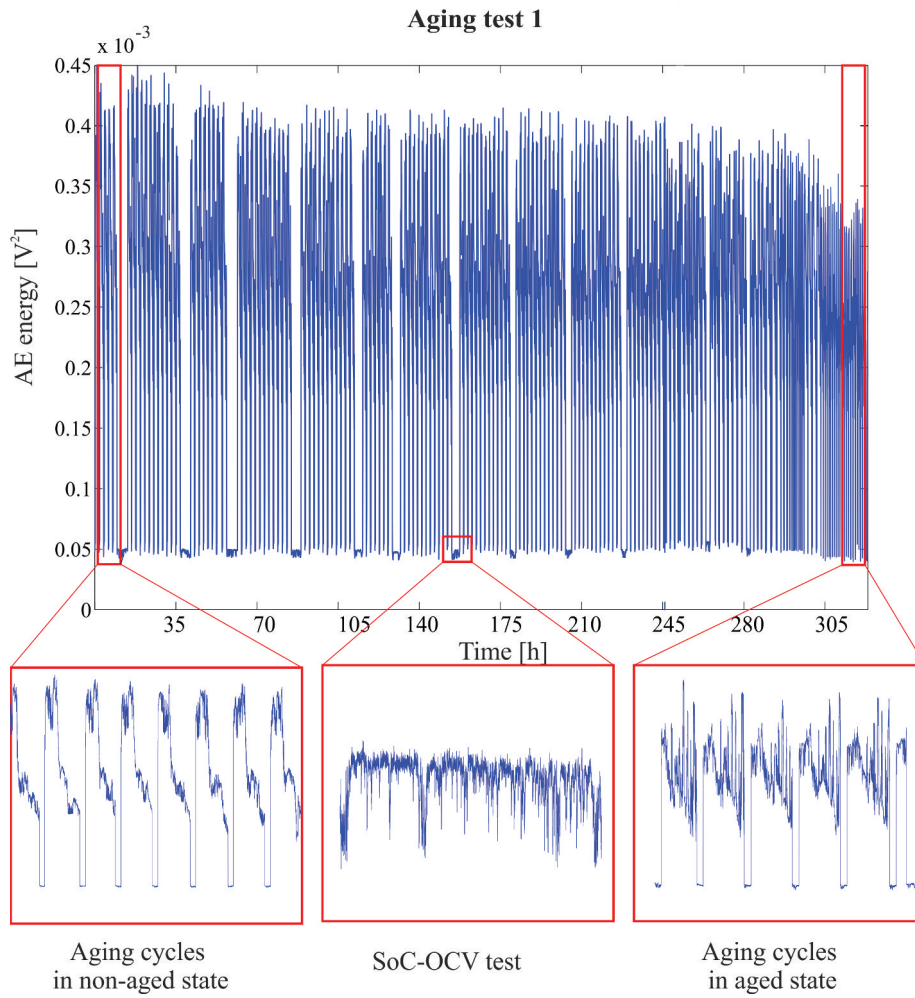 Aging test 1
x 10⁻³
0.45
0.4
0.35
0.3
0.25
0.2
0.15
0.1
0.05
0
AE energy [V²]
35 70 105 140 175 210 245 280 305
Time [h]
Aging cycles
in non-aged state
SoC-OCV test
Aging cycles
in aged state